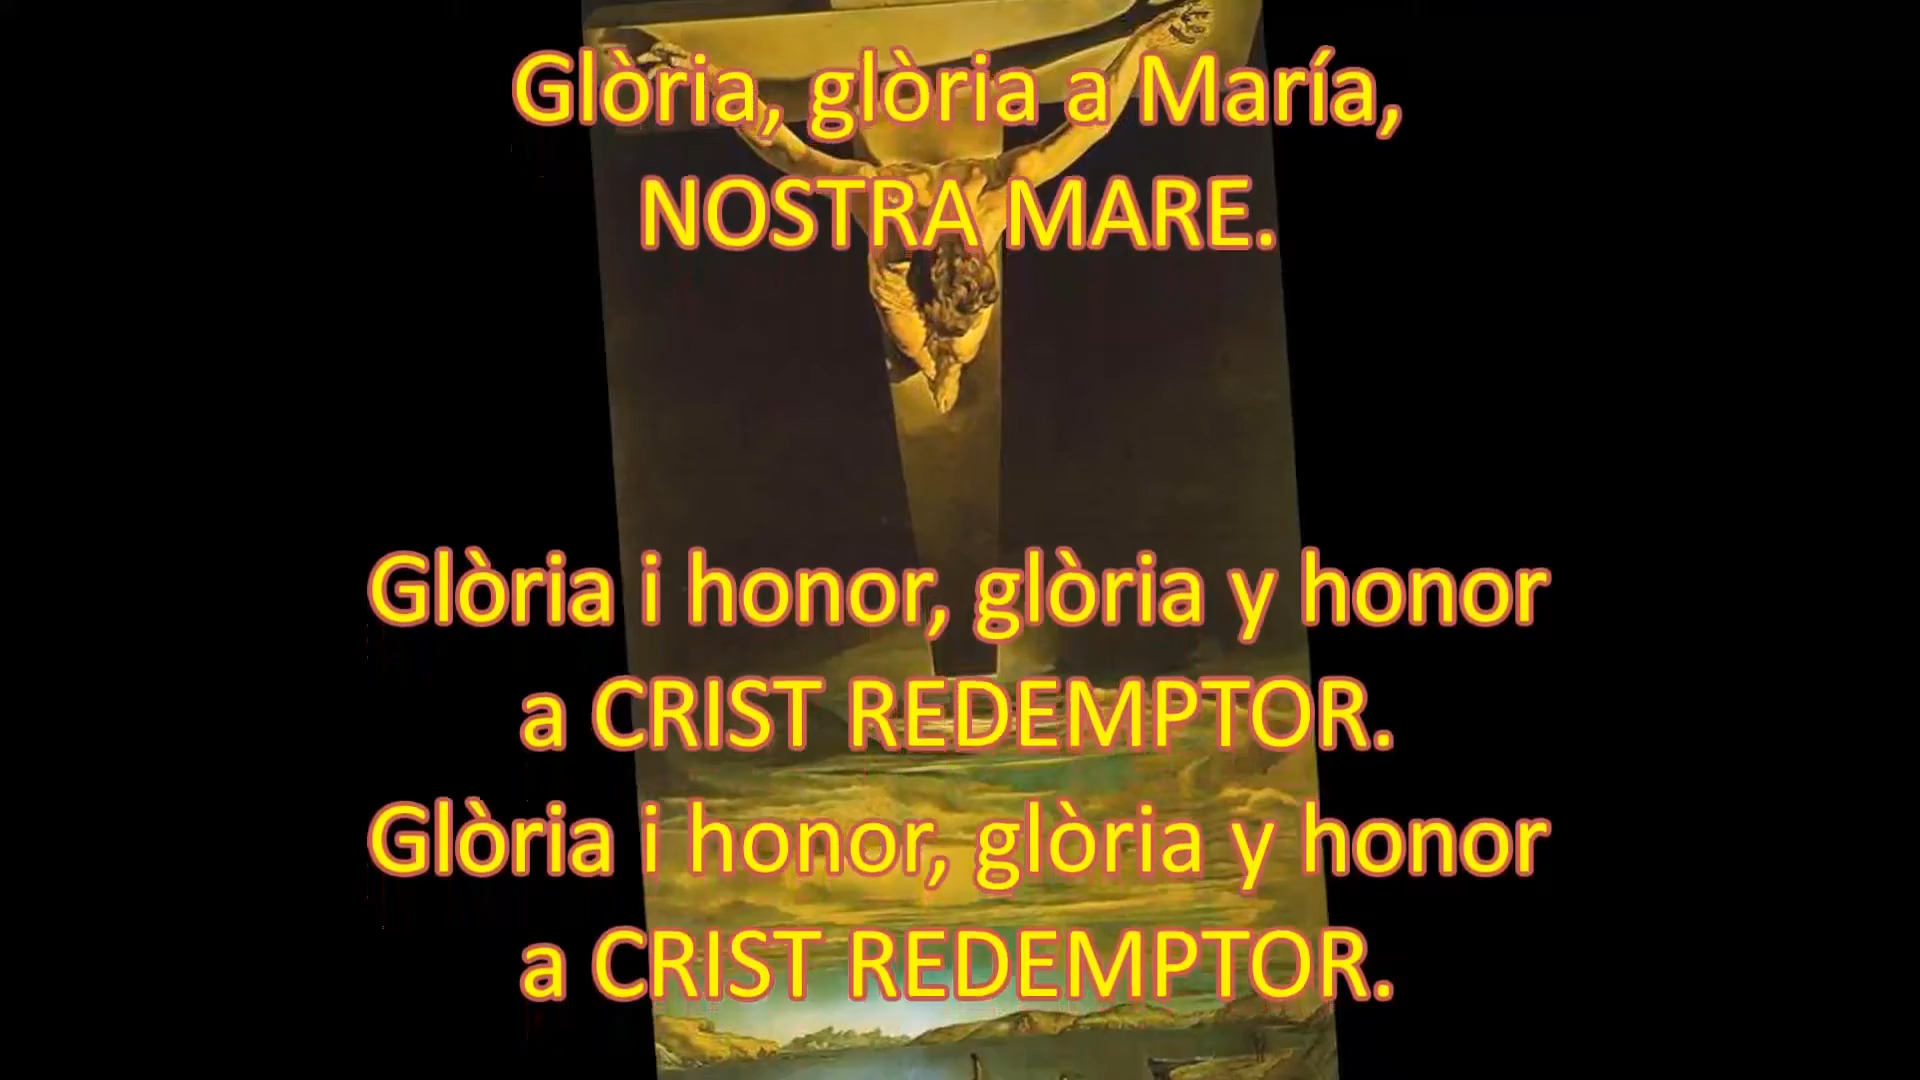 Glòria, glòria a María,
NOSTRA MARE.
Glòria i honor, glòria y honor
a CRIST REDEMPTOR.
Glòria i honor, glòria y honor
a CRIST REDEMPTOR.